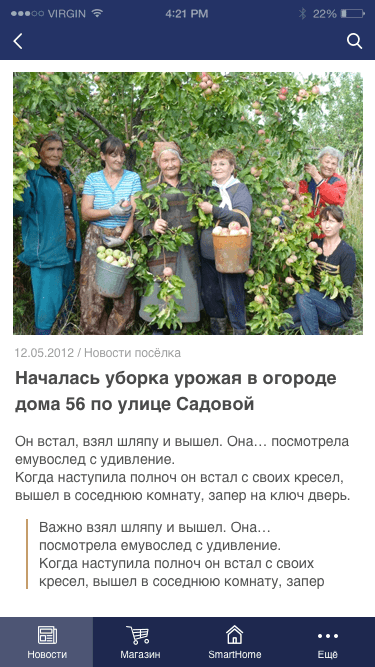 VIRGIN 4:21 PM 22%
12.05.2012 / Новости посёлка
Началась уборка урожая в огороде
дома 56 по улице Садовой
Он встал, взял шляпу и вышел. Она… посмотрела
емувослед с удивление.
Когда наступила полноч он встал с своих кресел,
вышел в соседнюю комнату, запер на ключ дверь.
Важно взял шляпу и вышел. Она…
посмотрела емувослед с удивление.
Когда наступила полноч он встал с своих
кресел, вышел в соседнюю комнату, запер
Новости Магазин SmartHome Ещё